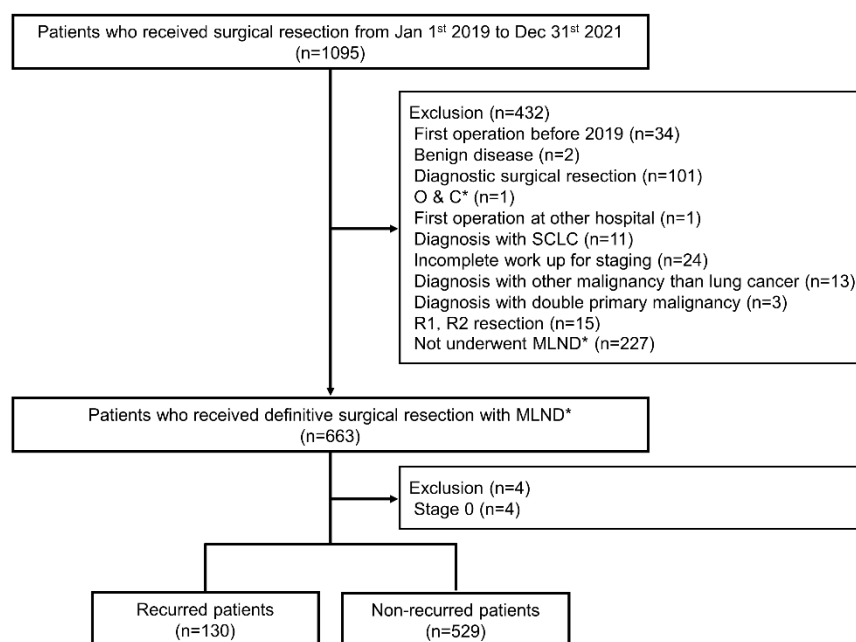 Patients who received surgical resection from Jan 1st 2019 to Dec 31st 2021
(n=1095)
Exclusion (n=432)
First operation before 2019 (n=34)
Benign disease (n=2)
Diagnostic surgical resection (n=101)
O & C* (n=1)
First operation at other hospital (n=1)
Diagnosis with SCLC (n=11)
Incomplete work up for staging (n=24)
Diagnosis with other malignancy than lung cancer (n=13)
Diagnosis with double primary malignancy (n=3)
R1, R2 resection (n=15)
Not underwent MLND* (n=227)
Patients who received definitive surgical resection with MLND*
(n=663)
Exclusion (n=4)
Stage 0 (n=4)
Recurred patients
(n=130)
Non-recurred patients
(n=529)